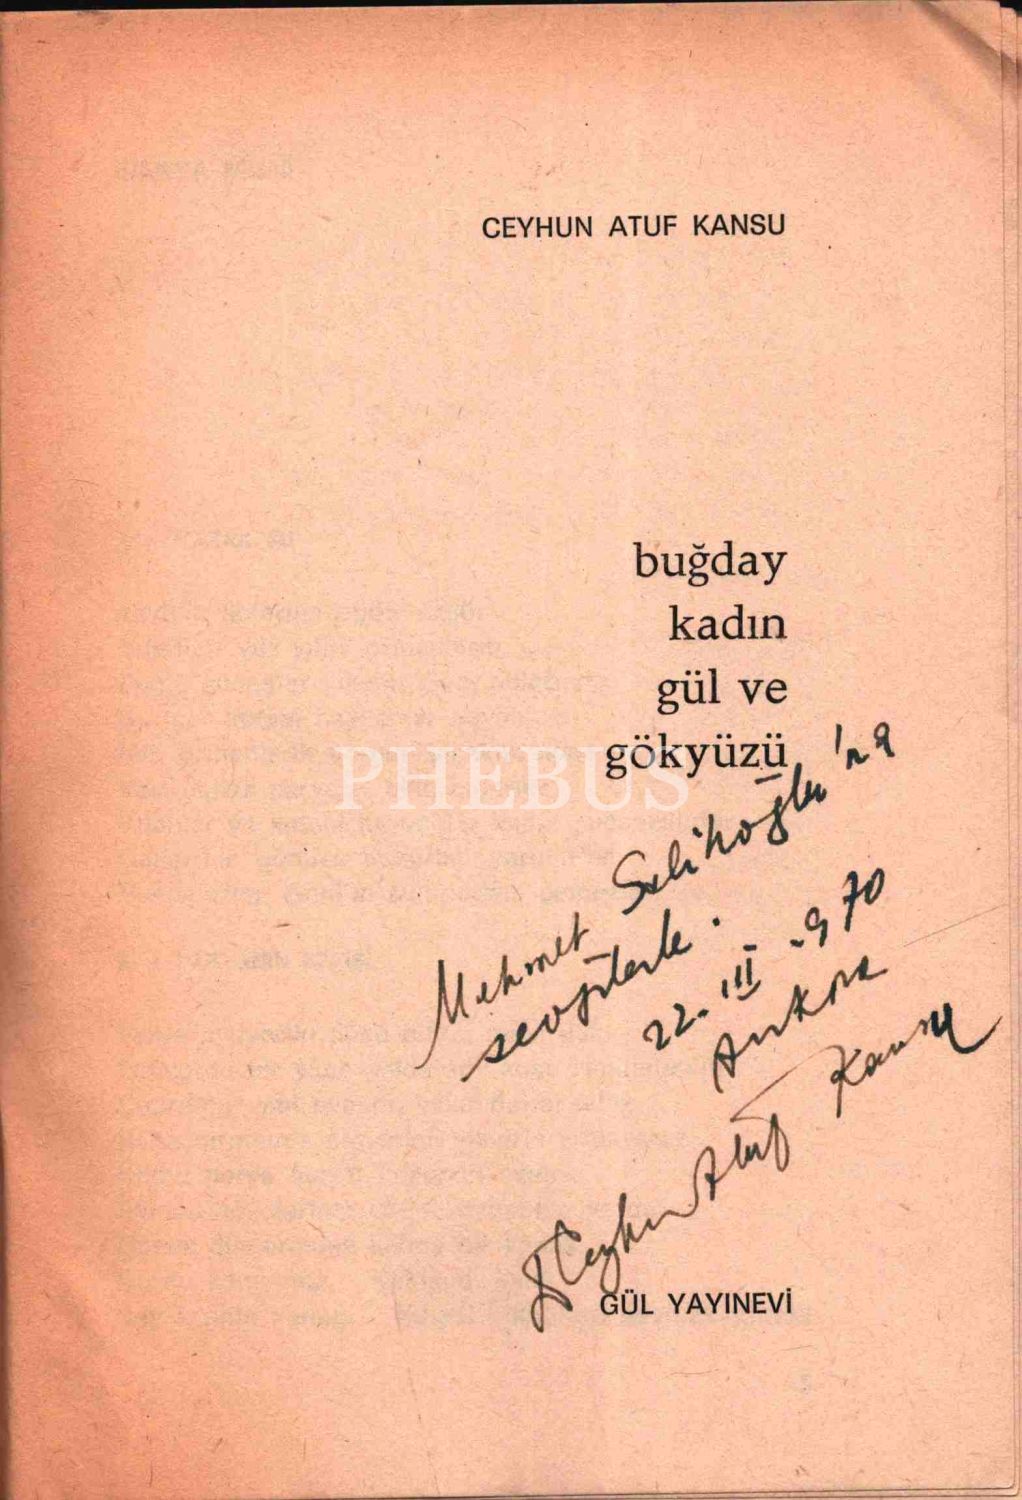 CEYHUN ATUF KANSU
buğday
kadın
gül ve
gökyüzü
PHEBUS
Mehmet Salihoğlu'na
sevgilerle.
22.III.970
Ankara
Ceyhun Atuf Kansu
GÜL YAYINEVİ